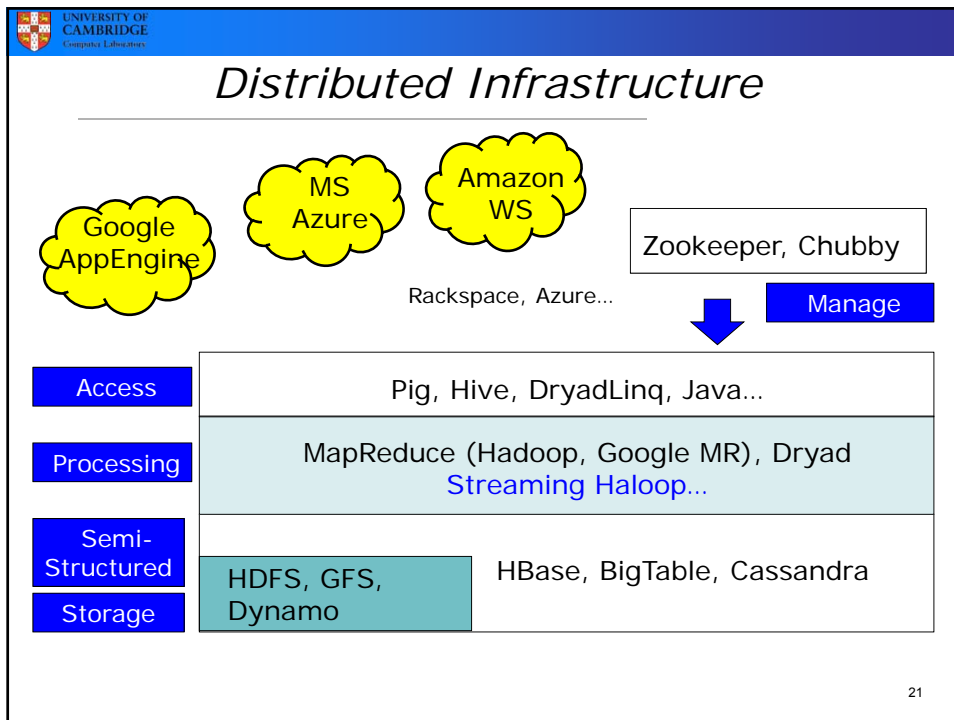 UNIVERSITY OF
CAMBRIDGE
Computer Laboratory
Distributed Infrastructure
Google
AppEngine
MS
Azure
Amazon
WS
Zookeeper, Chubby
Rackspace, Azure...
Manage
Access
Pig, Hive, DryadLinq, Java...
Processing
MapReduce (Hadoop, Google MR), Dryad
Streaming Haloop...
Semi-
Structured
HDFS, GFS,
Dynamo
HBase, BigTable, Cassandra
Storage
21